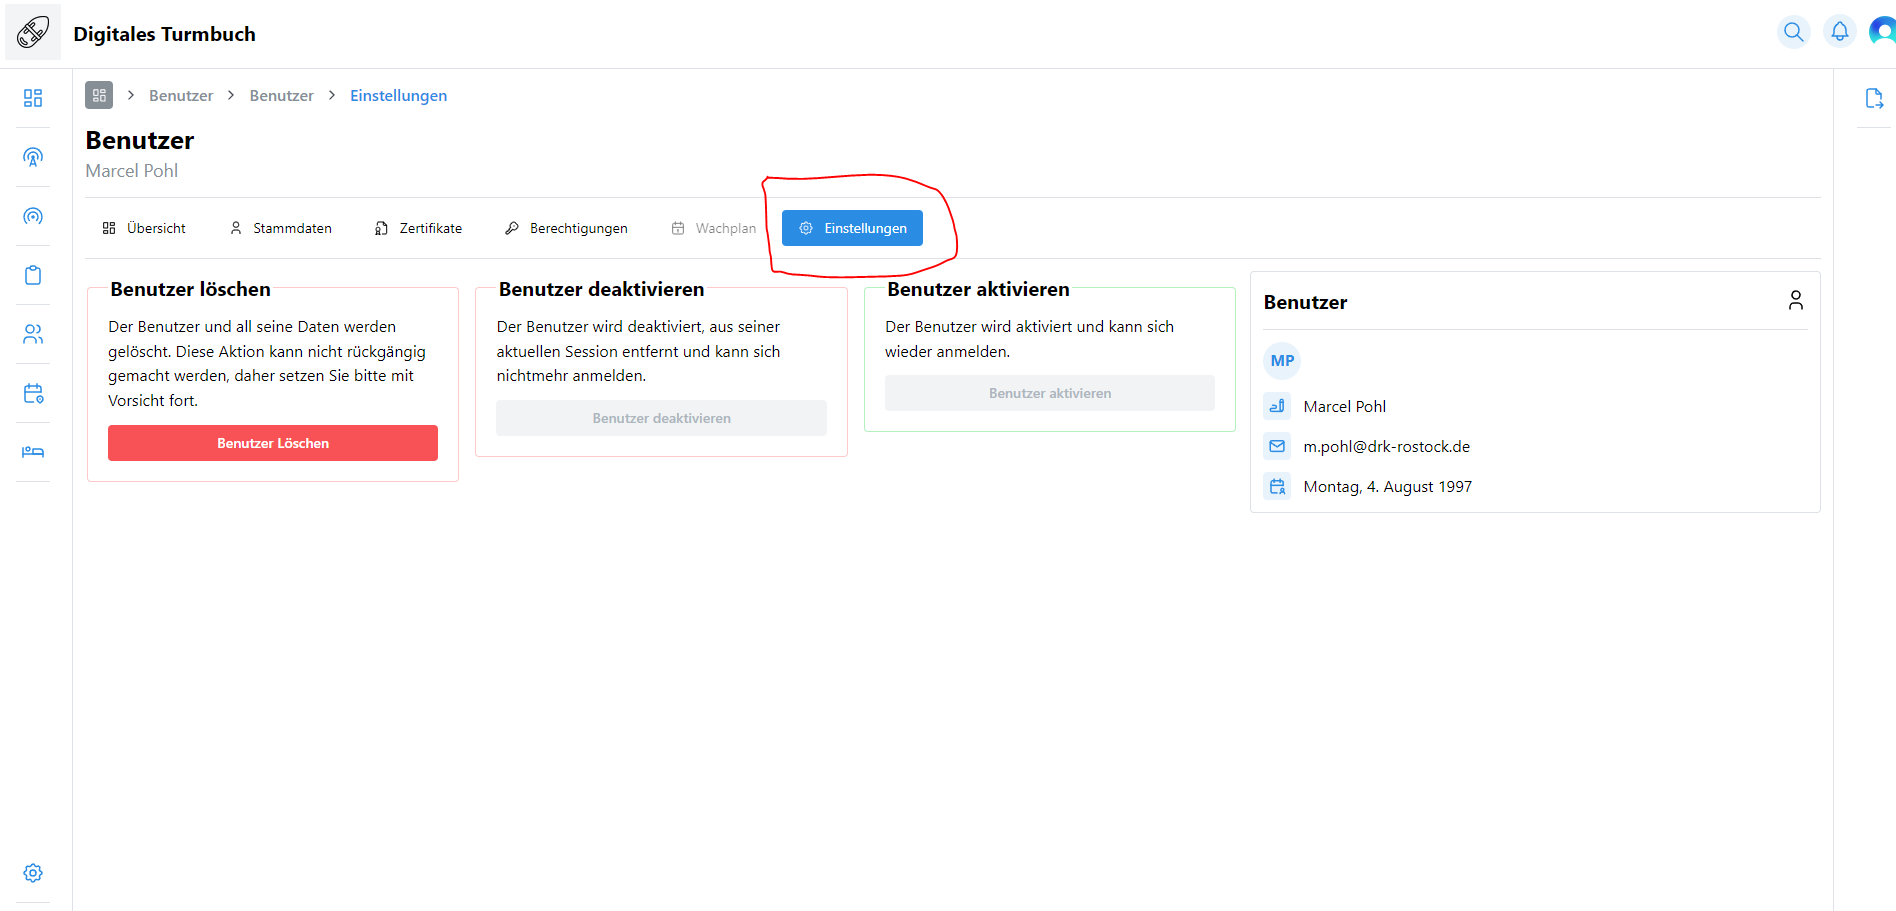 Digitales Turmbuch
Benutzer > Benutzer > Einstellungen
Benutzer
Marcel Pohl
Übersicht Stammdaten Zertifikate Berechtigungen Wachplan Einstellungen
Benutzer löschen
Der Benutzer und all seine Daten werden
gelöscht. Diese Aktion kann nicht rückgängig
gemacht werden, daher setzen Sie bitte mit
Vorsicht fort.
Benutzer Löschen
Benutzer deaktivieren
Der Benutzer wird deaktiviert, aus seiner
aktuellen Session entfernt und kann sich
nichtmehr anmelden.
Benutzer deaktivieren
Benutzer aktivieren
Der Benutzer wird aktiviert und kann sich
wieder anmelden.
Benutzer aktivieren
Benutzer
MP
Marcel Pohl
m.pohl@drk-rostock.de
Montag, 4. August 1997